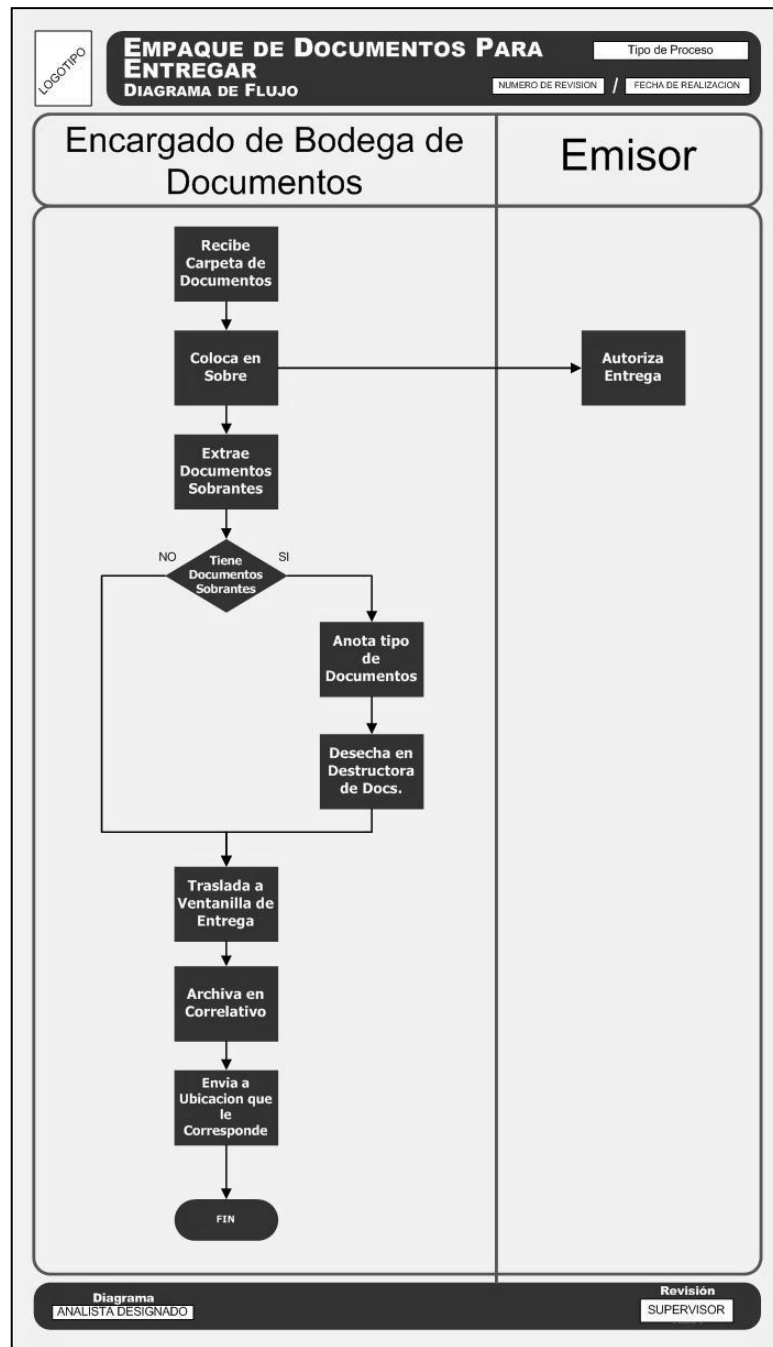 LOGOTIPO
EMPAQUE DE DOCUMENTOS PARA
ENTREGAR
DIAGRAMA DE FLUJO
Tipo de Proceso
NUMERO DE REVISION / FECHA DE REALIZACION
Encargado de Bodega de
Documentos
Emisor
Recibe
Carpeta de
Documentos
Coloca en
Sobre
Autoriza
Entrega
Extrae
Documentos
Sobrantes
NO
Tiene
Documentos
Sobrantes
SI
Anota tipo
de
Documentos
Desecha en
Destructora
de Docs.
Traslada a
Ventanilla de
Entrega
Archiva en
Correlativo
Envia a
Ubicacion que
le
Corresponde
FIN
Diagrama
ANALISTA DESIGNADO
Revisión
SUPERVISOR